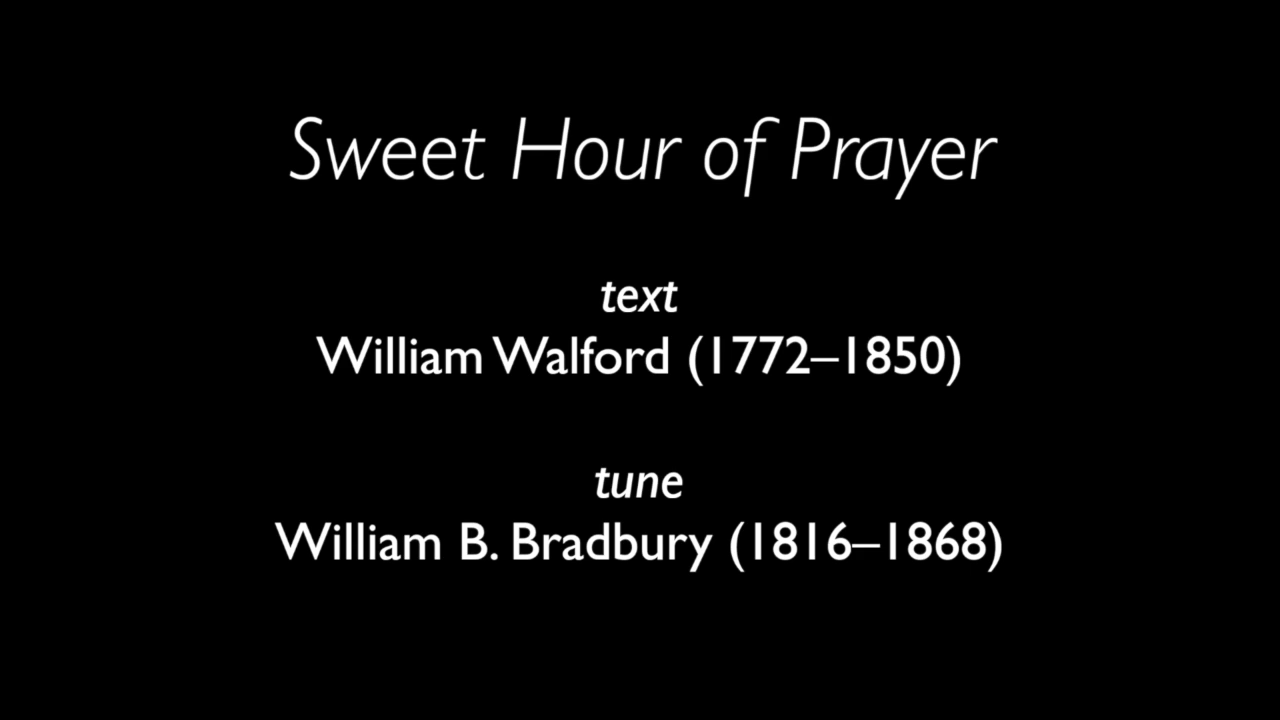 Sweet Hour of Prayer
text
William Walford (1772–1850)
tune
William B. Bradbury (1816–1868)